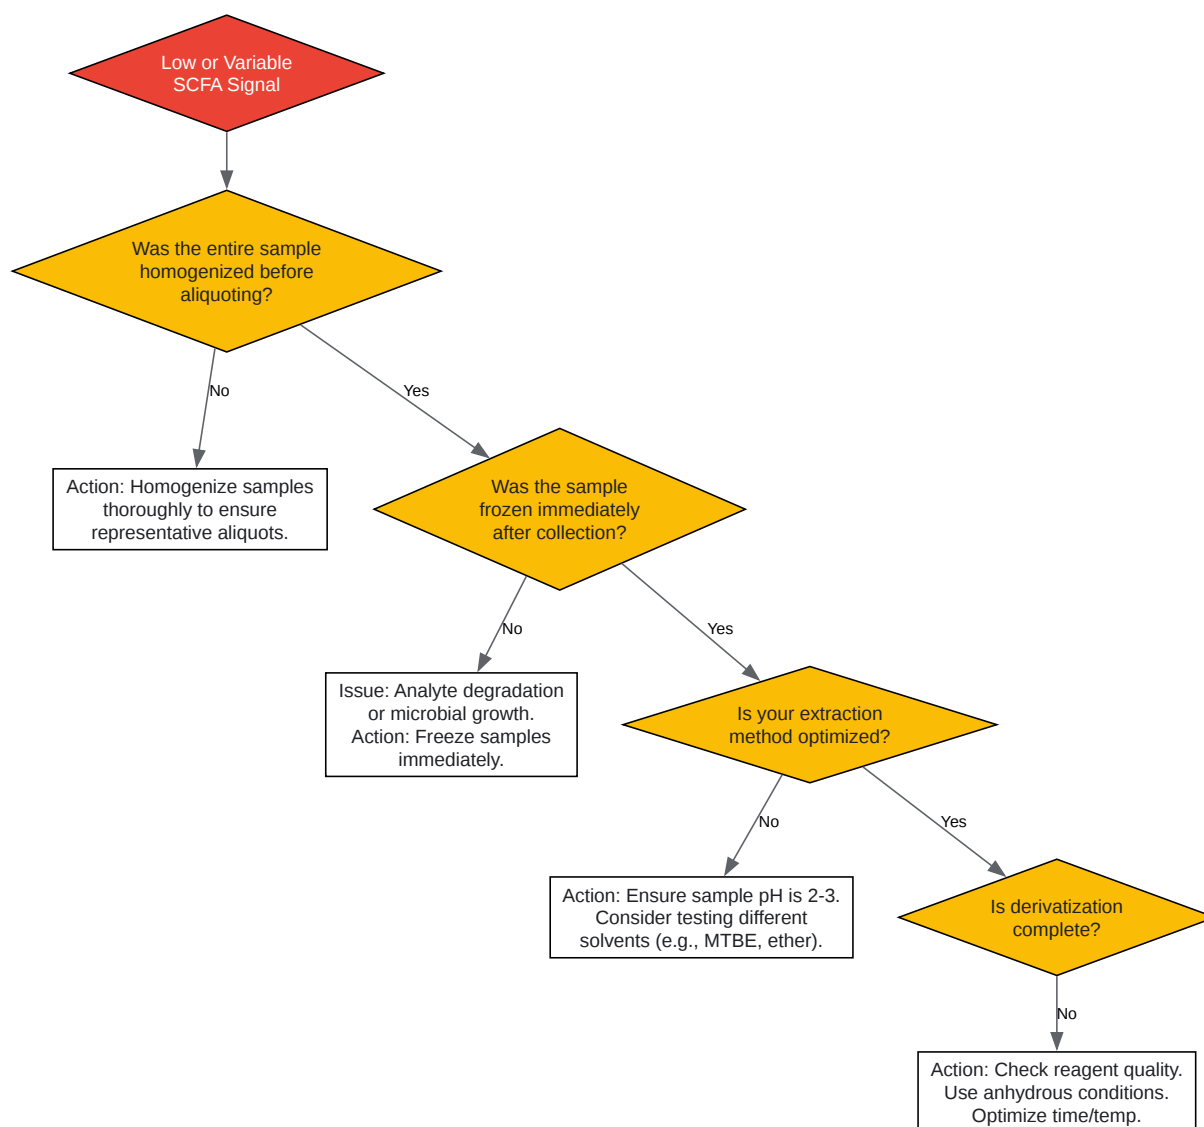 Low or Variable
SCFA Signal
Was the entire sample
homogenized before
aliquoting?
No
Yes
Action: Homogenize samples
thoroughly to ensure
representative aliquots.
Was the sample
frozen immediately
after collection?
No
Yes
Issue: Analyte degradation
or microbial growth.
Action: Freeze samples
immediately.
Is your extraction
method optimized?
No
Yes
Action: Ensure sample pH is 2-3.
Consider testing different
solvents (e.g., MTBE, ether).
Is derivatization
complete?
No
Action: Check reagent quality.
Use anhydrous conditions.
Optimize time/temp.